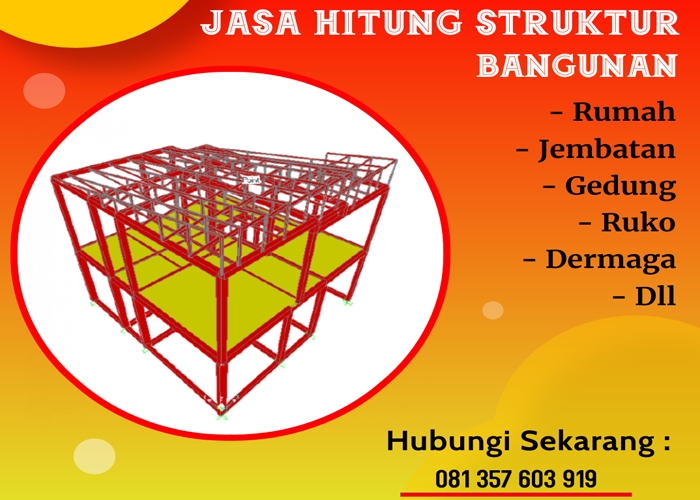 JASA HITUNG STRUKTUR
BANGUNAN
- Rumah
- Jembatan
- Gedung
- Ruko
- Dermaga
- Dll
Hubungi Sekarang :
081 357 603 919